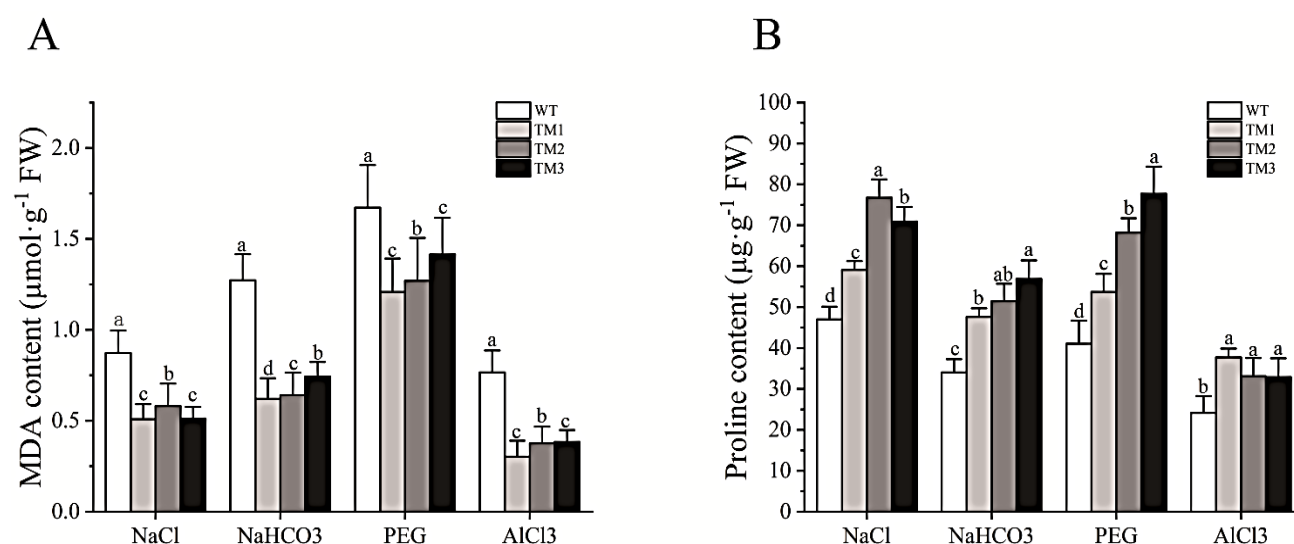 A
MDA content (μmol·g-1 FW)
2.0
1.5
1.0
0.5
0.0
WT
TM1
TM2
TM3
a
c
b
c
a
d
c
b
a
c
b
c
a
c
b
c
NaCl
NaHCO3
PEG
AlCl3
B
Proline content (μg·g-1 FW)
100
90
80
70
60
50
40
30
20
10
0
WT
TM1
TM2
TM3
d
c
a
b
c
b
ab
a
d
c
b
a
b
a
a
a
NaCl
NaHCO3
PEG
AlCl3